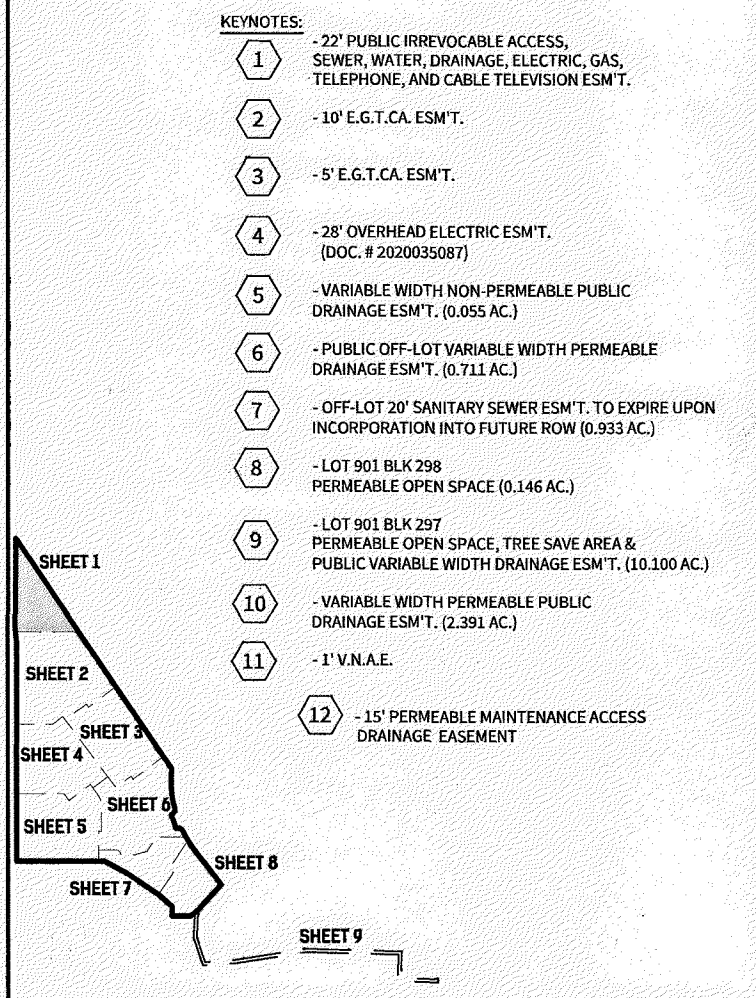 KEYNOTES:
1
- 22' PUBLIC IRREVOCABLE ACCESS,
SEWER, WATER, DRAINAGE, ELECTRIC, GAS,
TELEPHONE, AND CABLE TELEVISION ESM'T.
2
- 10' E.G.T.CA. ESM'T.
3
- 5' E.G.T.CA. ESM'T.
4
- 28' OVERHEAD ELECTRIC ESM'T.
(DOC. # 2020035087)
5
- VARIABLE WIDTH NON-PERMEABLE PUBLIC
DRAINAGE ESM'T. (0.055 AC.)
6
- PUBLIC OFF-LOT VARIABLE WIDTH PERMEABLE
DRAINAGE ESM'T. (0.711 AC.)
7
- OFF-LOT 20' SANITARY SEWER ESM'T. TO EXPIRE UPON
INCORPORATION INTO FUTURE ROW (0.933 AC.)
8
- LOT 901 BLK 298
PERMEABLE OPEN SPACE (0.146 AC.)
9
- LOT 901 BLK 297
PERMEABLE OPEN SPACE, TREE SAVE AREA &
PUBLIC VARIABLE WIDTH DRAINAGE ESM'T. (10.100 AC.)
10
- VARIABLE WIDTH PERMEABLE PUBLIC
DRAINAGE ESM'T. (2.391 AC.)
11
- 1' V.N.A.E.
12
- 15' PERMEABLE MAINTENANCE ACCESS
DRAINAGE EASEMENT
SHEET 1
SHEET 2
SHEET 3
SHEET 4
SHEET 6
SHEET 5
SHEET 8
SHEET 7
SHEET 9